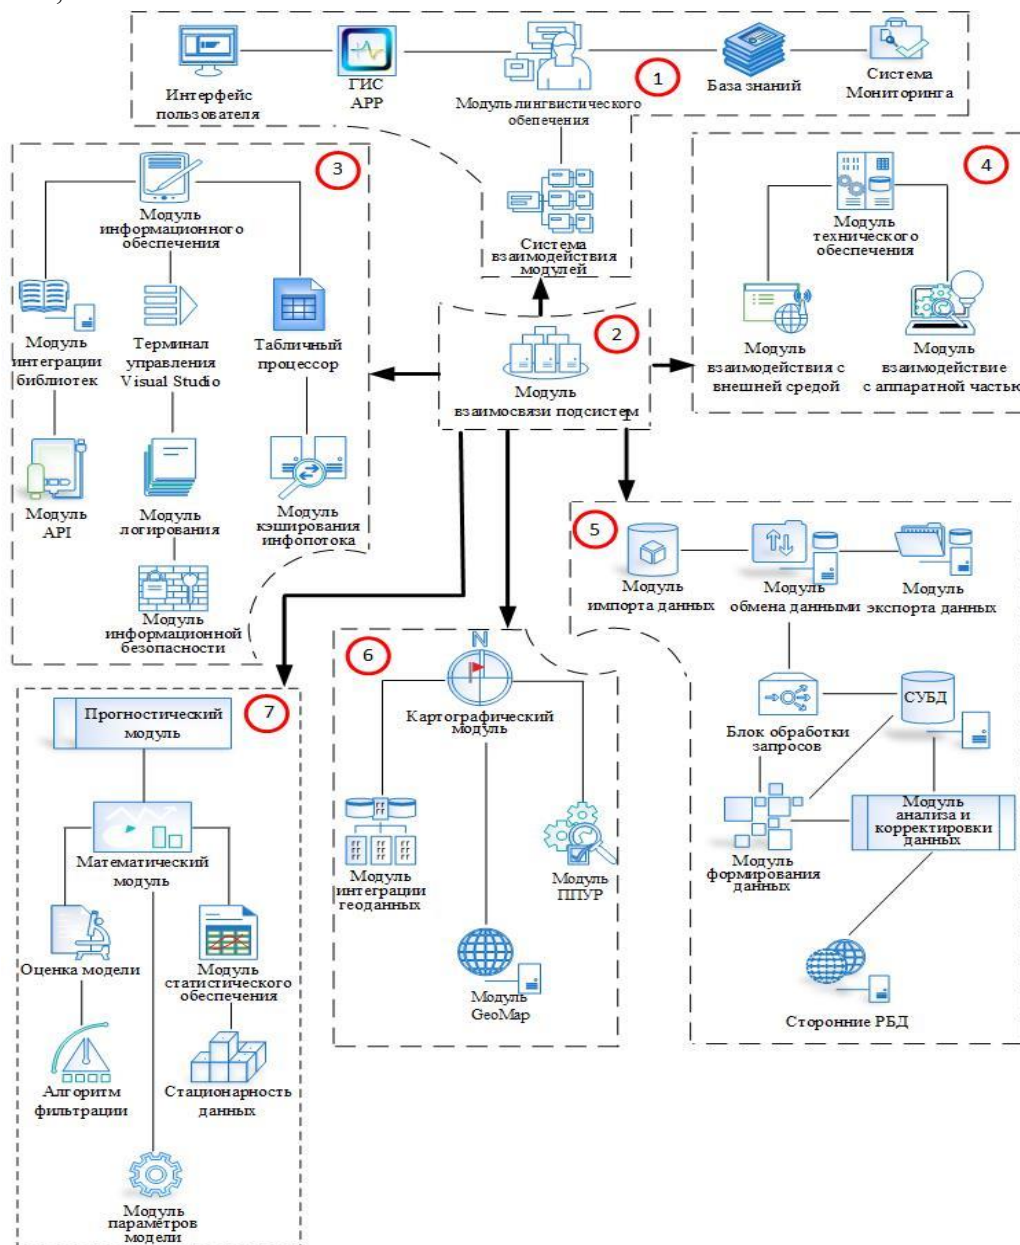 Интерфейс
пользователя
ГИС
APP
Модуль лингвистического
обепечения
1
База знаний
Система
Мониторинга
Система
взаимодействия
модулей
3
Модуль
информационного
обеспечения
Модуль
интеграции
библиотек
Терминал
управления
Visual Studio
Табличный
процессор
Модуль
API
Модуль
логирования
Модуль
кэширования
инфопотока
Модуль
информационной
безопасности
2
Модуль
взаимосвязи подсистем
1
4
Модуль
технического
обеспечения
Модуль
взаимодействия с
внешней средой
Модуль
взаимодействие
с аппаратной частью
5
Модуль
импорта данных
Модуль
обмена данными
Модуль
экспорта данных
Блок обработки
запросов
СУБД
Модуль
формирования
данных
Модуль
анализа и
корректировки
данных
Сторонние РБД
6
N
Картографический
модуль
Модуль
интеграции
геоданных
Модуль
ППУР
Модуль
GeoMap
7
Прогностический
модуль
Математический
модуль
Оценка модели
Модуль
статистического
обеспечения
Алгоритм
фильтрации
Стационарность
данных
Модуль
параметров
модели